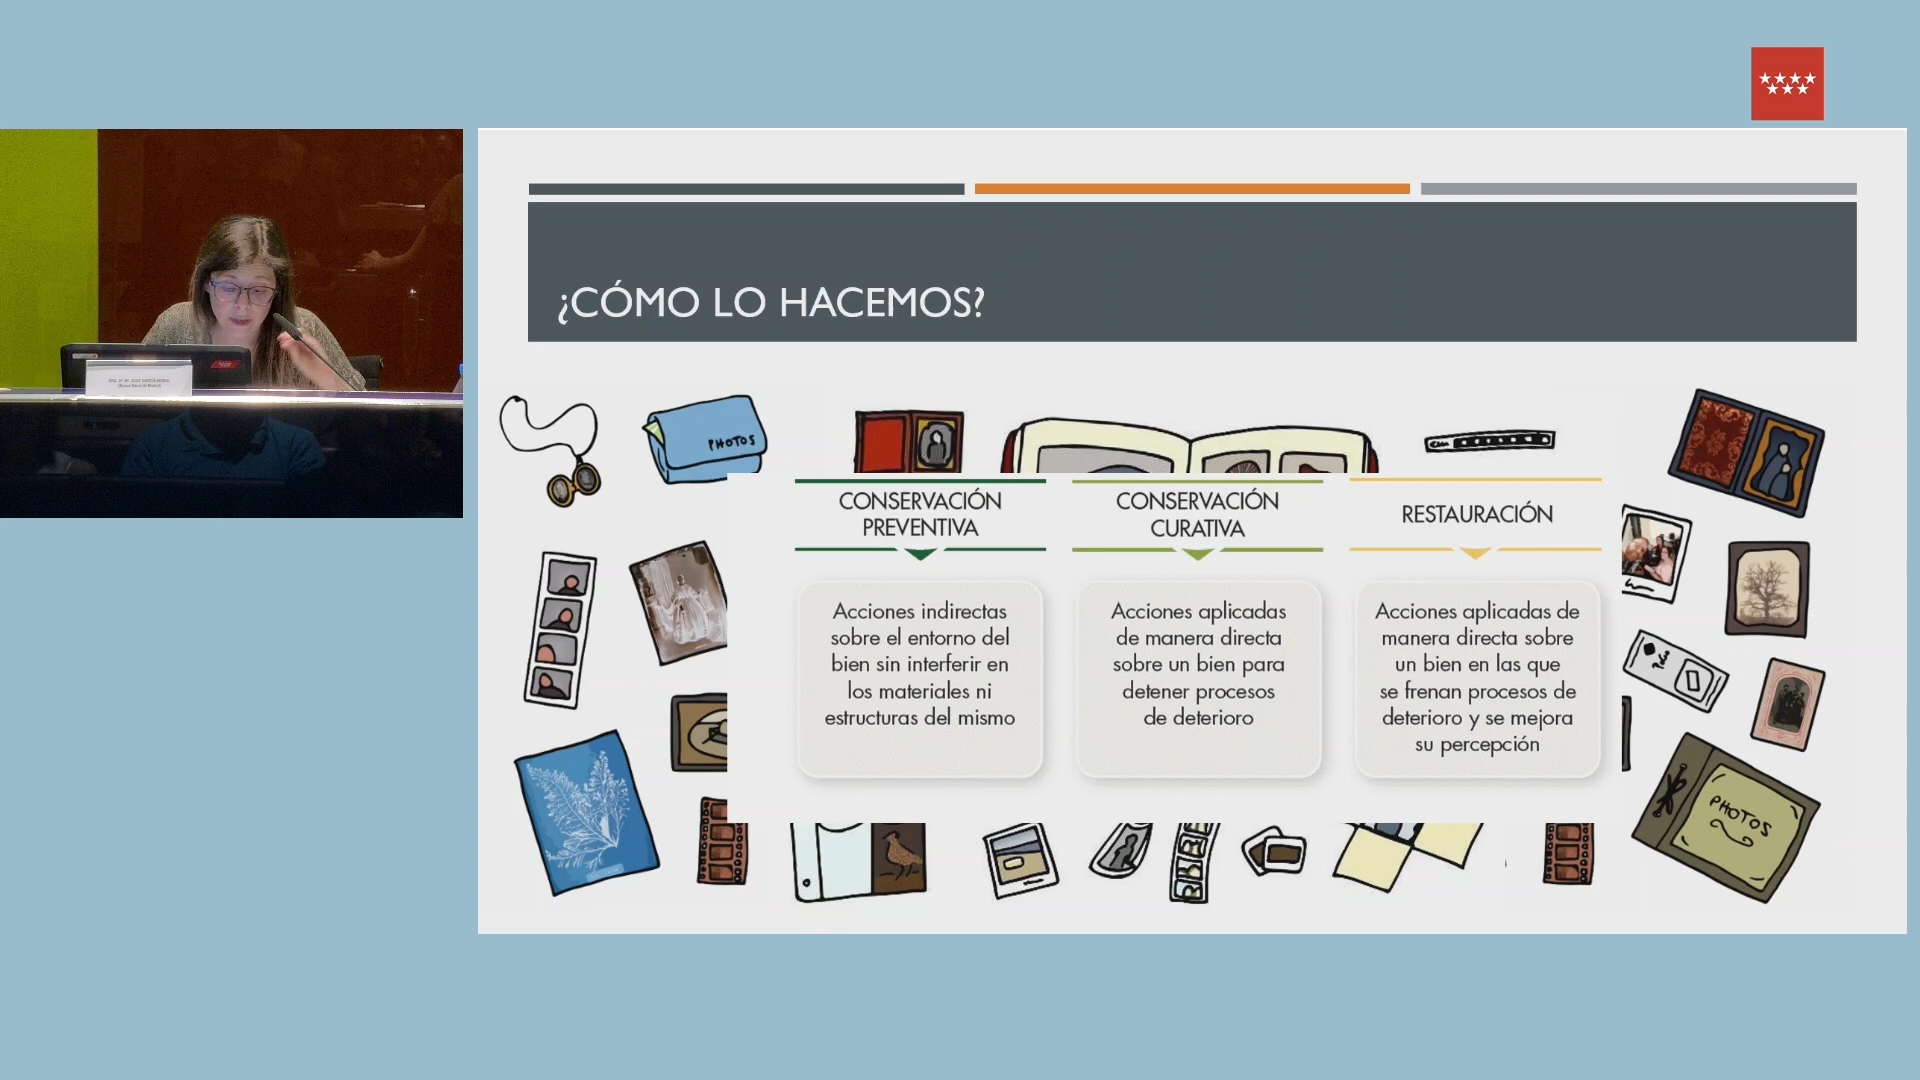 ¿CÓMO LO HACEMOS?
PHOTOS
CONSERVACIÓN
PREVENTIVA
Acciones indirectas
sobre el entorno del
bien sin interferir en
los materiales ni
estructuras del mismo
CONSERVACIÓN
CURATIVA
Acciones aplicadas
de manera directa
sobre un bien para
detener procesos
de deterioro
RESTAURACIÓN
Acciones aplicadas de
manera directa sobre
un bien en las que
se frenan procesos de
deterioro y se mejora
su percepción
PHOTOS